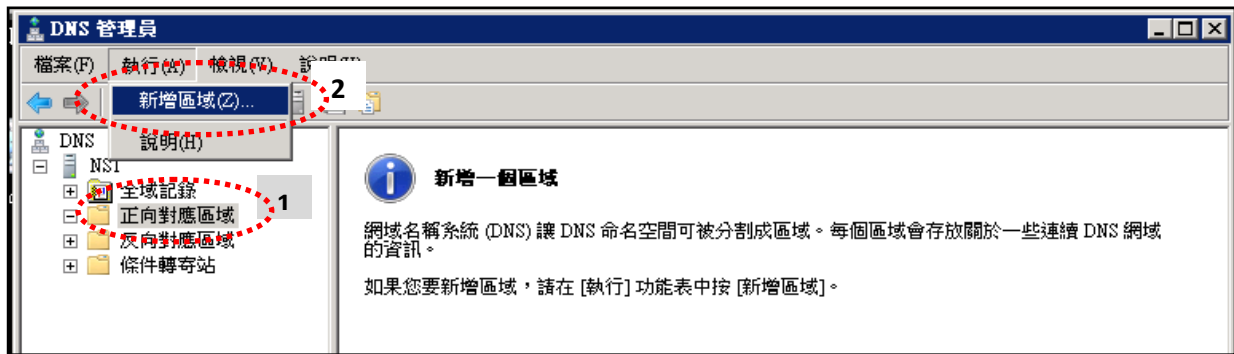 DNS 管理員
檔案(F) 執行(A) 檢視(V)
2
新增區域(Z)...
說明(H)
DNS
全域記錄
1
正向對應區域
反向對應區域
條件轉寄站
新增一個區域
網域名稱系統 (DNS) 讓 DNS 命名空間可被分割成區域。每個區域會存放關於一些連續 DNS 網域
的資訊。
如果您要新增區域，請在 [執行] 功能表中按 [新增區域]。